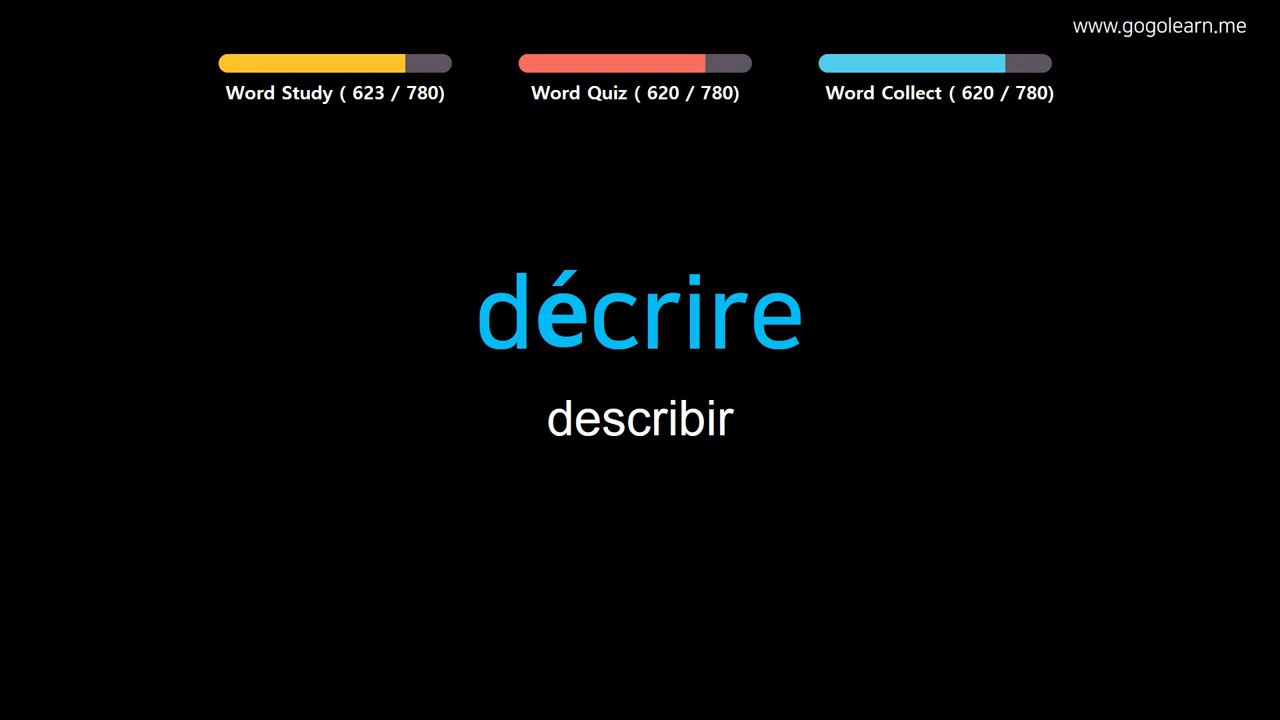 www.gogolearn.me
Word Study ( 623 / 780)
Word Quiz ( 620 / 780)
Word Collect ( 620 / 780)
décrire
describir